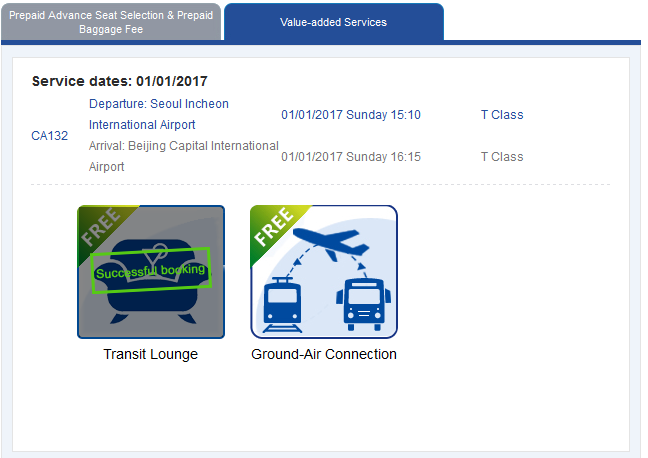 Prepaid Advance Seat Selection & Prepaid
Baggage Fee
Value-added Services
Service dates: 01/01/2017
CA132
Departure: Seoul Incheon
International Airport
01/01/2017 Sunday 15:10
T Class
Arrival: Beijing Capital International
Airport
01/01/2017 Sunday 16:15
T Class
FREE
Successful booking
Transit Lounge
FREE
Ground-Air Connection